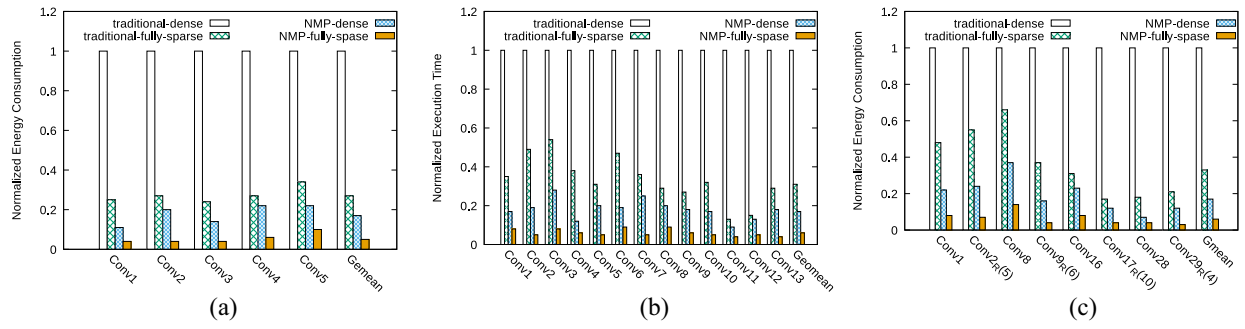 traditional-dense
traditional-fully-sparse
NMP-dense
NMP-fully-spase
Normalized Energy Consumption
1.2
1
0.8
0.6
0.4
0.2
0
Conv1
Conv2
Conv3
Conv4
Conv5
Gemean
(a)
traditional-dense
traditional-fully-sparse
NMP-dense
NMP-fully-spase
Normalized Execution Time
1.2
1
0.8
0.6
0.4
0.2
0
Conv1
Conv2
Conv3
Conv4
Conv5
Conv6
Conv7
Conv8
Conv9
Conv10
Conv11
Conv12
Conv13
Geomean
(b)
traditional-dense
traditional-fully-sparse
NMP-dense
NMP-fully-spase
Normalized Energy Consumption
1.2
1
0.8
0.6
0.4
0.2
0
Conv1
Conv2R(5)
Conv8
Conv9R(6)
Conv16
Conv17R(10)
Conv28
Conv29R(4)
Gmean
(c)